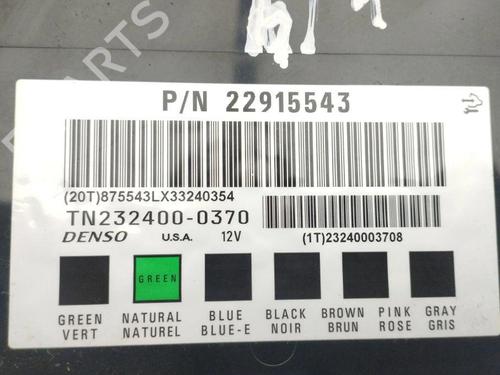 PARTS
P/N 22915543
(20T)875543LX33240354
TN232400-0370
DENSO U.S.A. 12V
(1T)23240003708
GREEN
GREEN NATURAL BLUE BLACK BROWN PINK GRAY
VERT NATUREL BLUE-E NOIR BRUN ROSE GRIS